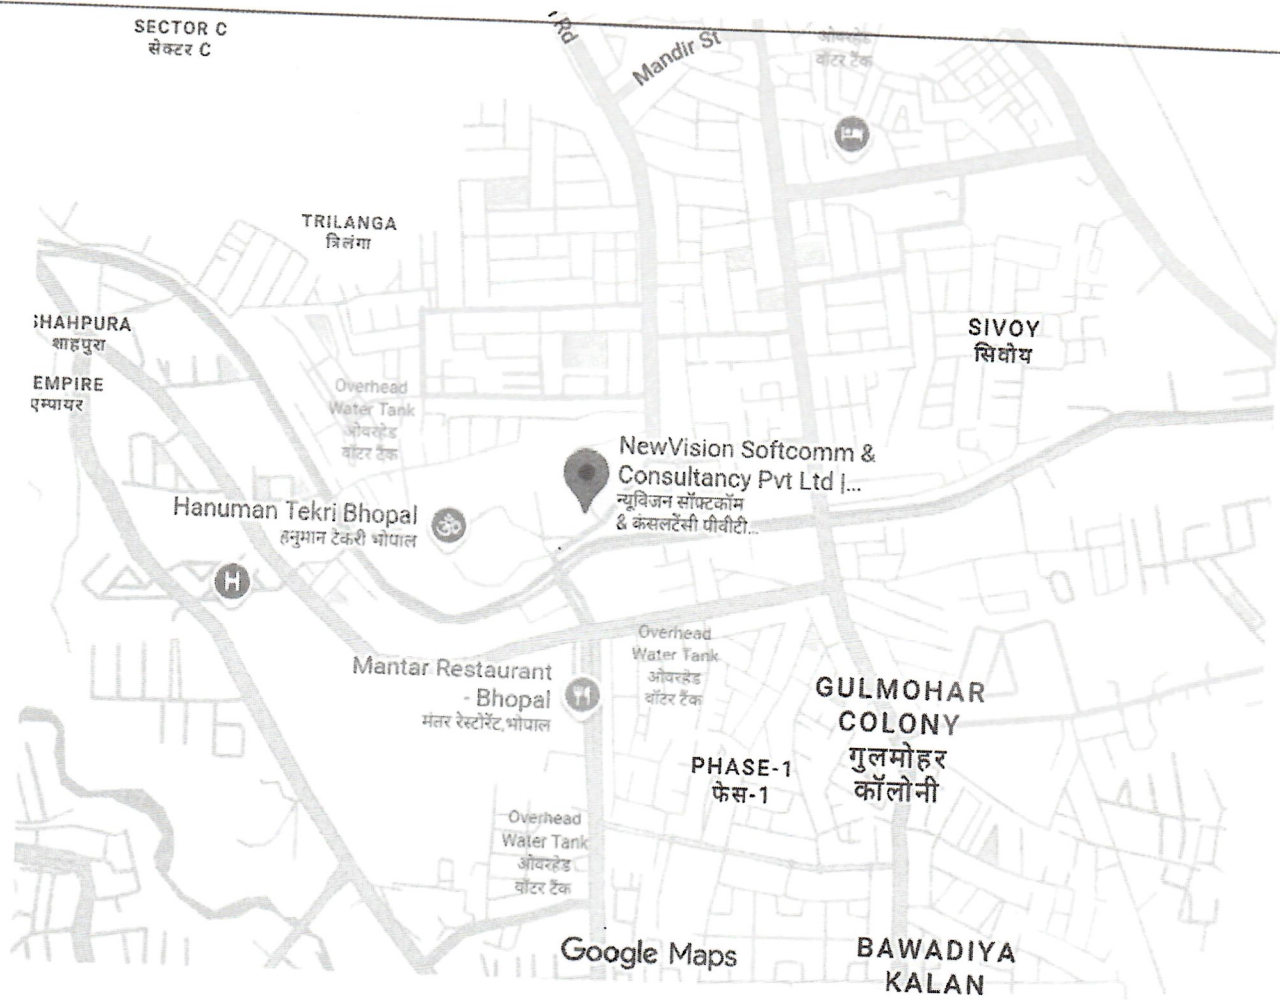 SECTOR C
सेक्टर C
Rd
Mandir St
ओवरहेड
वॉटर टैंक
TRILANGA
त्रिलंगा
SHAHPURA
शाहपुरा
EMPIRE
एम्पायर
SIVOY
सिवोय
Overhead
Water Tank
ओवरहेड
वॉटर टैंक
NewVision Softcomm &
Consultancy Pvt Ltd |...
न्यूविजन सॉफ्टकॉम
& कंसलटेंसी पीवीटी...
Hanuman Tekri Bhopal
हनुमान टेकरी भोपाल
H
Overhead
Water Tank
ओवरहेड
वॉटर टैंक
Mantar Restaurant
- Bhopal
मंतर रेस्टोरेंट,भोपाल
GULMOHAR
COLONY
गुलमोहर
कॉलोनी
PHASE-1
फेस-1
Overhead
Water Tank
ओवरहेड
वॉटर टैंक
Google Maps
BAWADIYA
KALAN